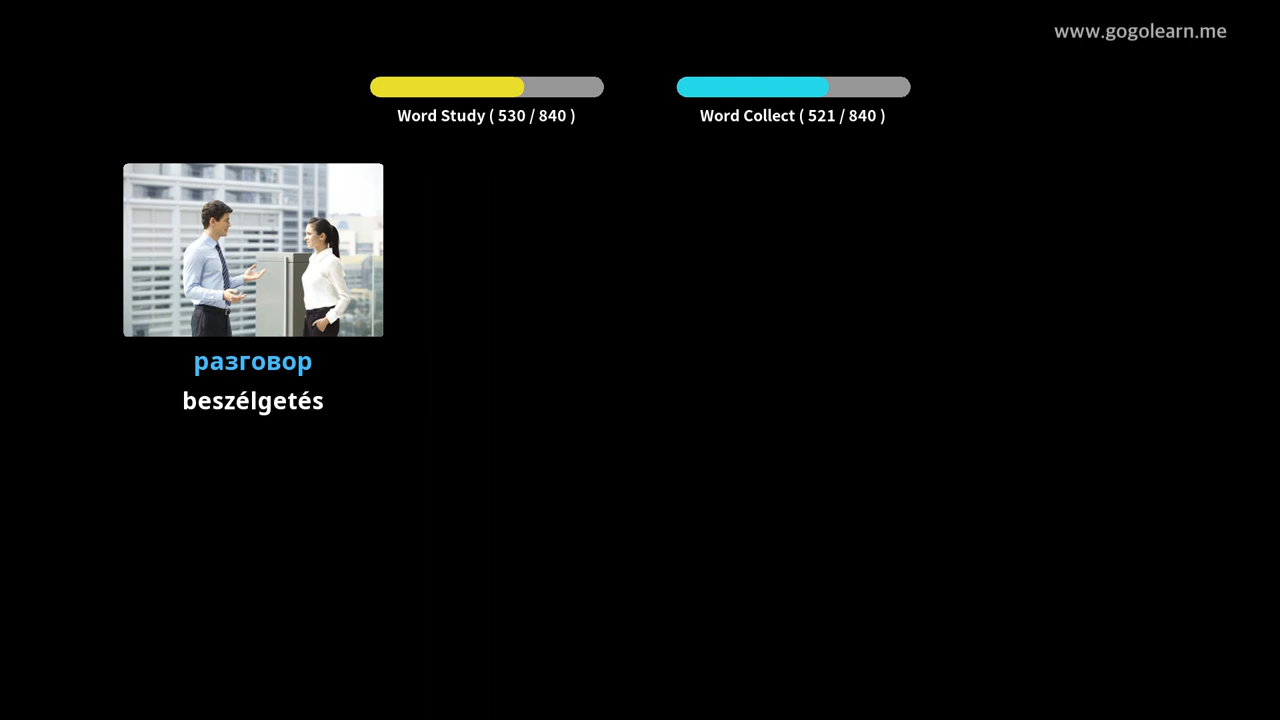 www.gogolearn.me
Word Study ( 530 / 840 )
Word Collect ( 521 / 840 )
разговор
beszélgetés